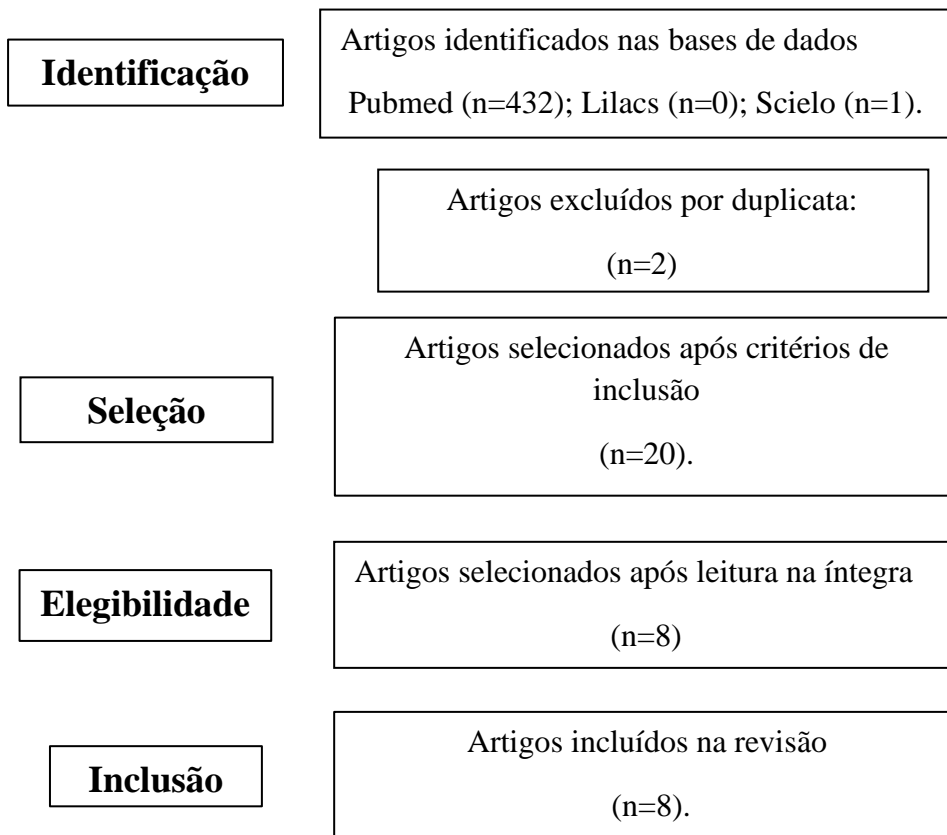 Identificação
Artigos identificados nas bases de dados
Pubmed (n=432); Lilacs (n=0); Scielo (n=1).
Artigos excluídos por duplicata:
(n=2)
Seleção
Artigos selecionados após critérios de
inclusão
(n=20).
Elegibilidade
Artigos selecionados após leitura na íntegra
(n=8)
Inclusão
Artigos incluídos na revisão
(n=8).